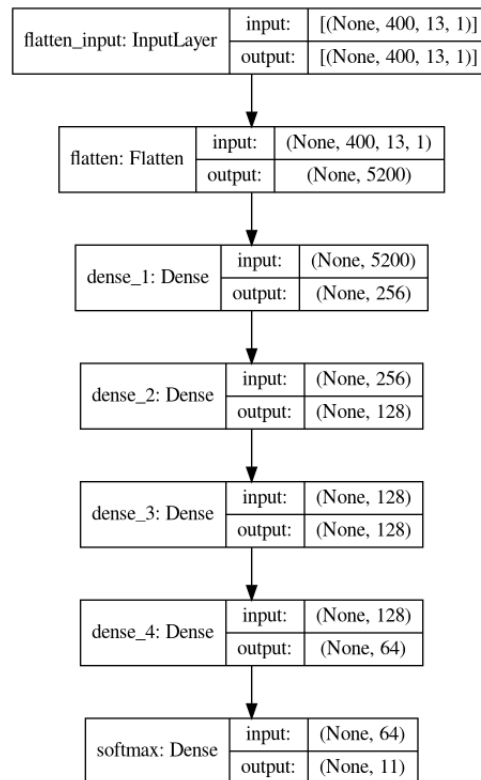 flatten_input: InputLayer
input: [(None, 400, 13, 1)]
output: [(None, 400, 13, 1)]
flatten: Flatten
input: (None, 400, 13, 1)
output: (None, 5200)
dense_1: Dense
input: (None, 5200)
output: (None, 256)
dense_2: Dense
input: (None, 256)
output: (None, 128)
dense_3: Dense
input: (None, 128)
output: (None, 128)
dense_4: Dense
input: (None, 128)
output: (None, 64)
softmax: Dense
input: (None, 64)
output: (None, 11)